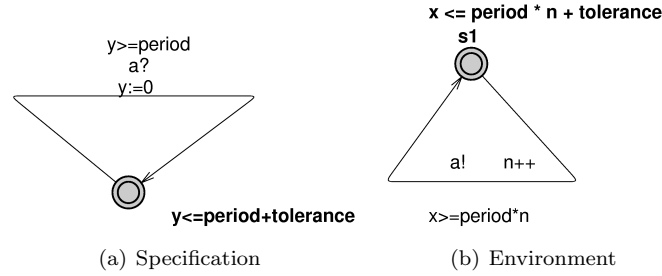 y>=period
a?
y:=0
y<=period+tolerance
(a) Specification
x <= period * n + tolerance
s1
a! n++
x>=period*n
(b) Environment